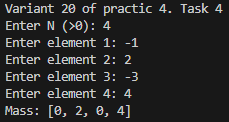 Variant 20 of practic 4. Task 4
Enter N (>0): 4
Enter element 1: -1
Enter element 2: 2
Enter element 3: -3
Enter element 4: 4
Mass: [0, 2, 0, 4]